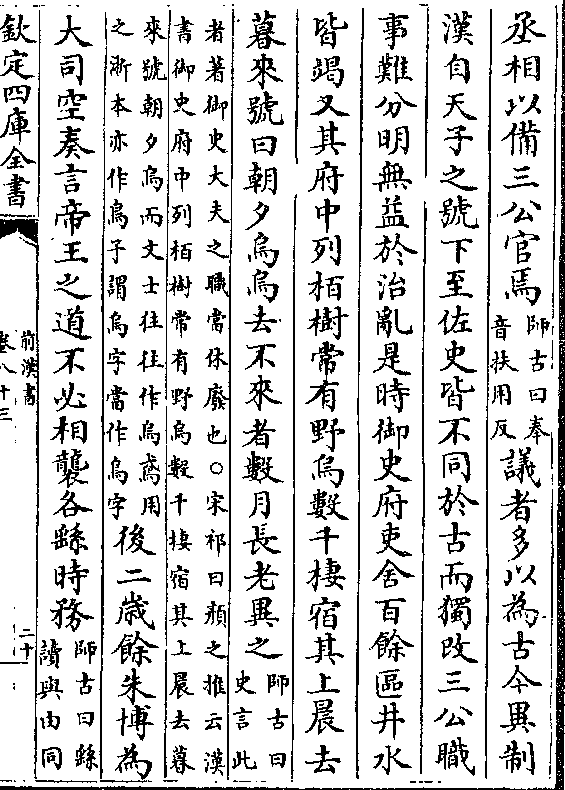 丞相以備三公官焉師古曰奉音扶用反議者多以為古今異制
漢自天子之號下至佐史皆不同於古而獨改三公職
事難分明無益於治亂是時御史府吏舍百餘區井水
皆竭又其府中列栢樹常有野烏數千棲宿其上晨去
暮來號曰朝夕烏烏去不來者數月長老異之師古曰史言此
者著御史大夫之職當休廢也○宋祁曰顔之推云漢
書御史府中列栢樹常有野烏數千棲宿其上晨去暮
來號朝夕烏而文士往往作烏鳶用
之淅本亦作鳥子謂鳥字當作烏字後二歳餘朱博為
大司空奏言帝王之道不必相襲各繇時務師古曰繇讀與由同
欽定四庫全書
前漢書
卷八十三
二十